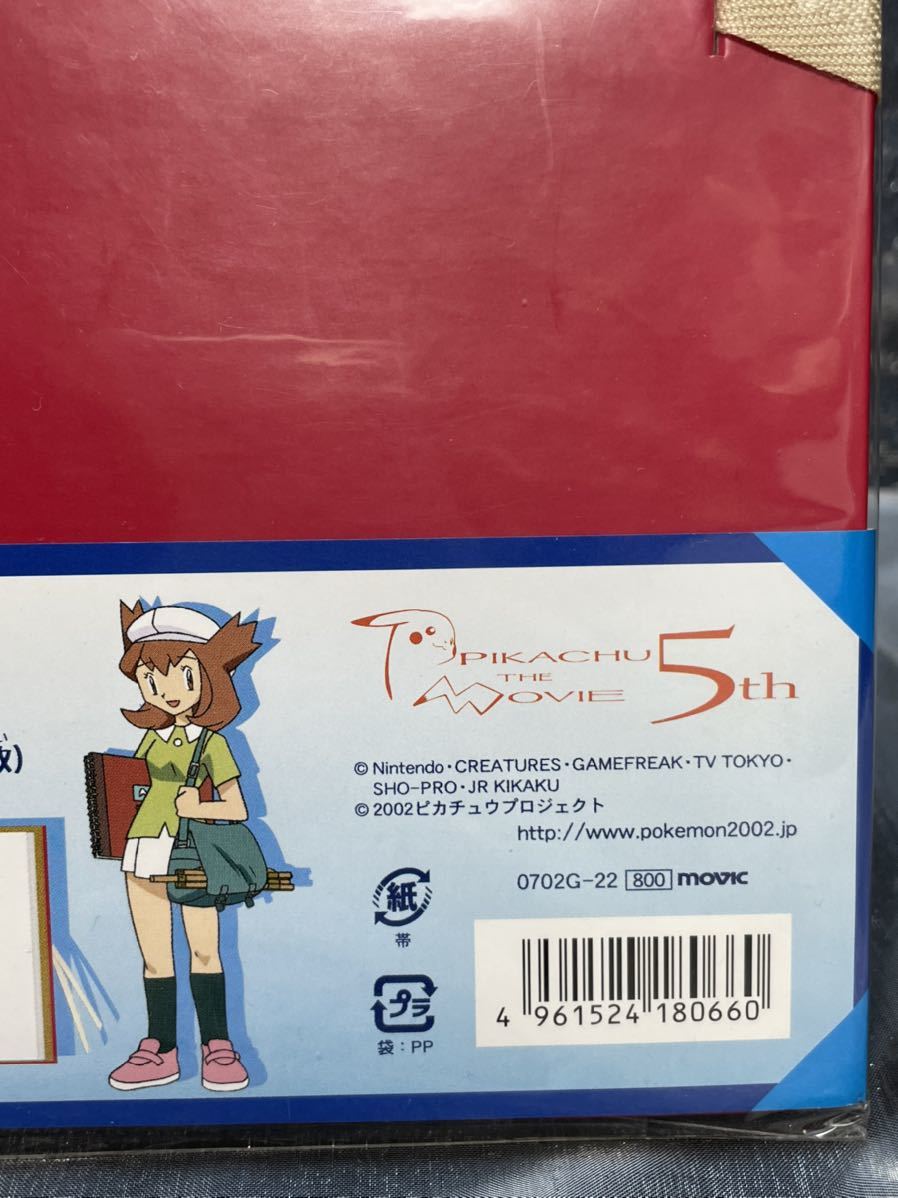 い
枚)
PIKACHU
THE
MOVIE
5th
© Nintendo・CREATURES・GAMEFREAK・TV TOKYO・
SHO-PRO・JR KIKAKU
© 2002ピカチュウプロジェクト
http://www.pokemon2002.jp
0702G-22 800 movic
紙
帯
プラ
袋：PP
4 961524 180660